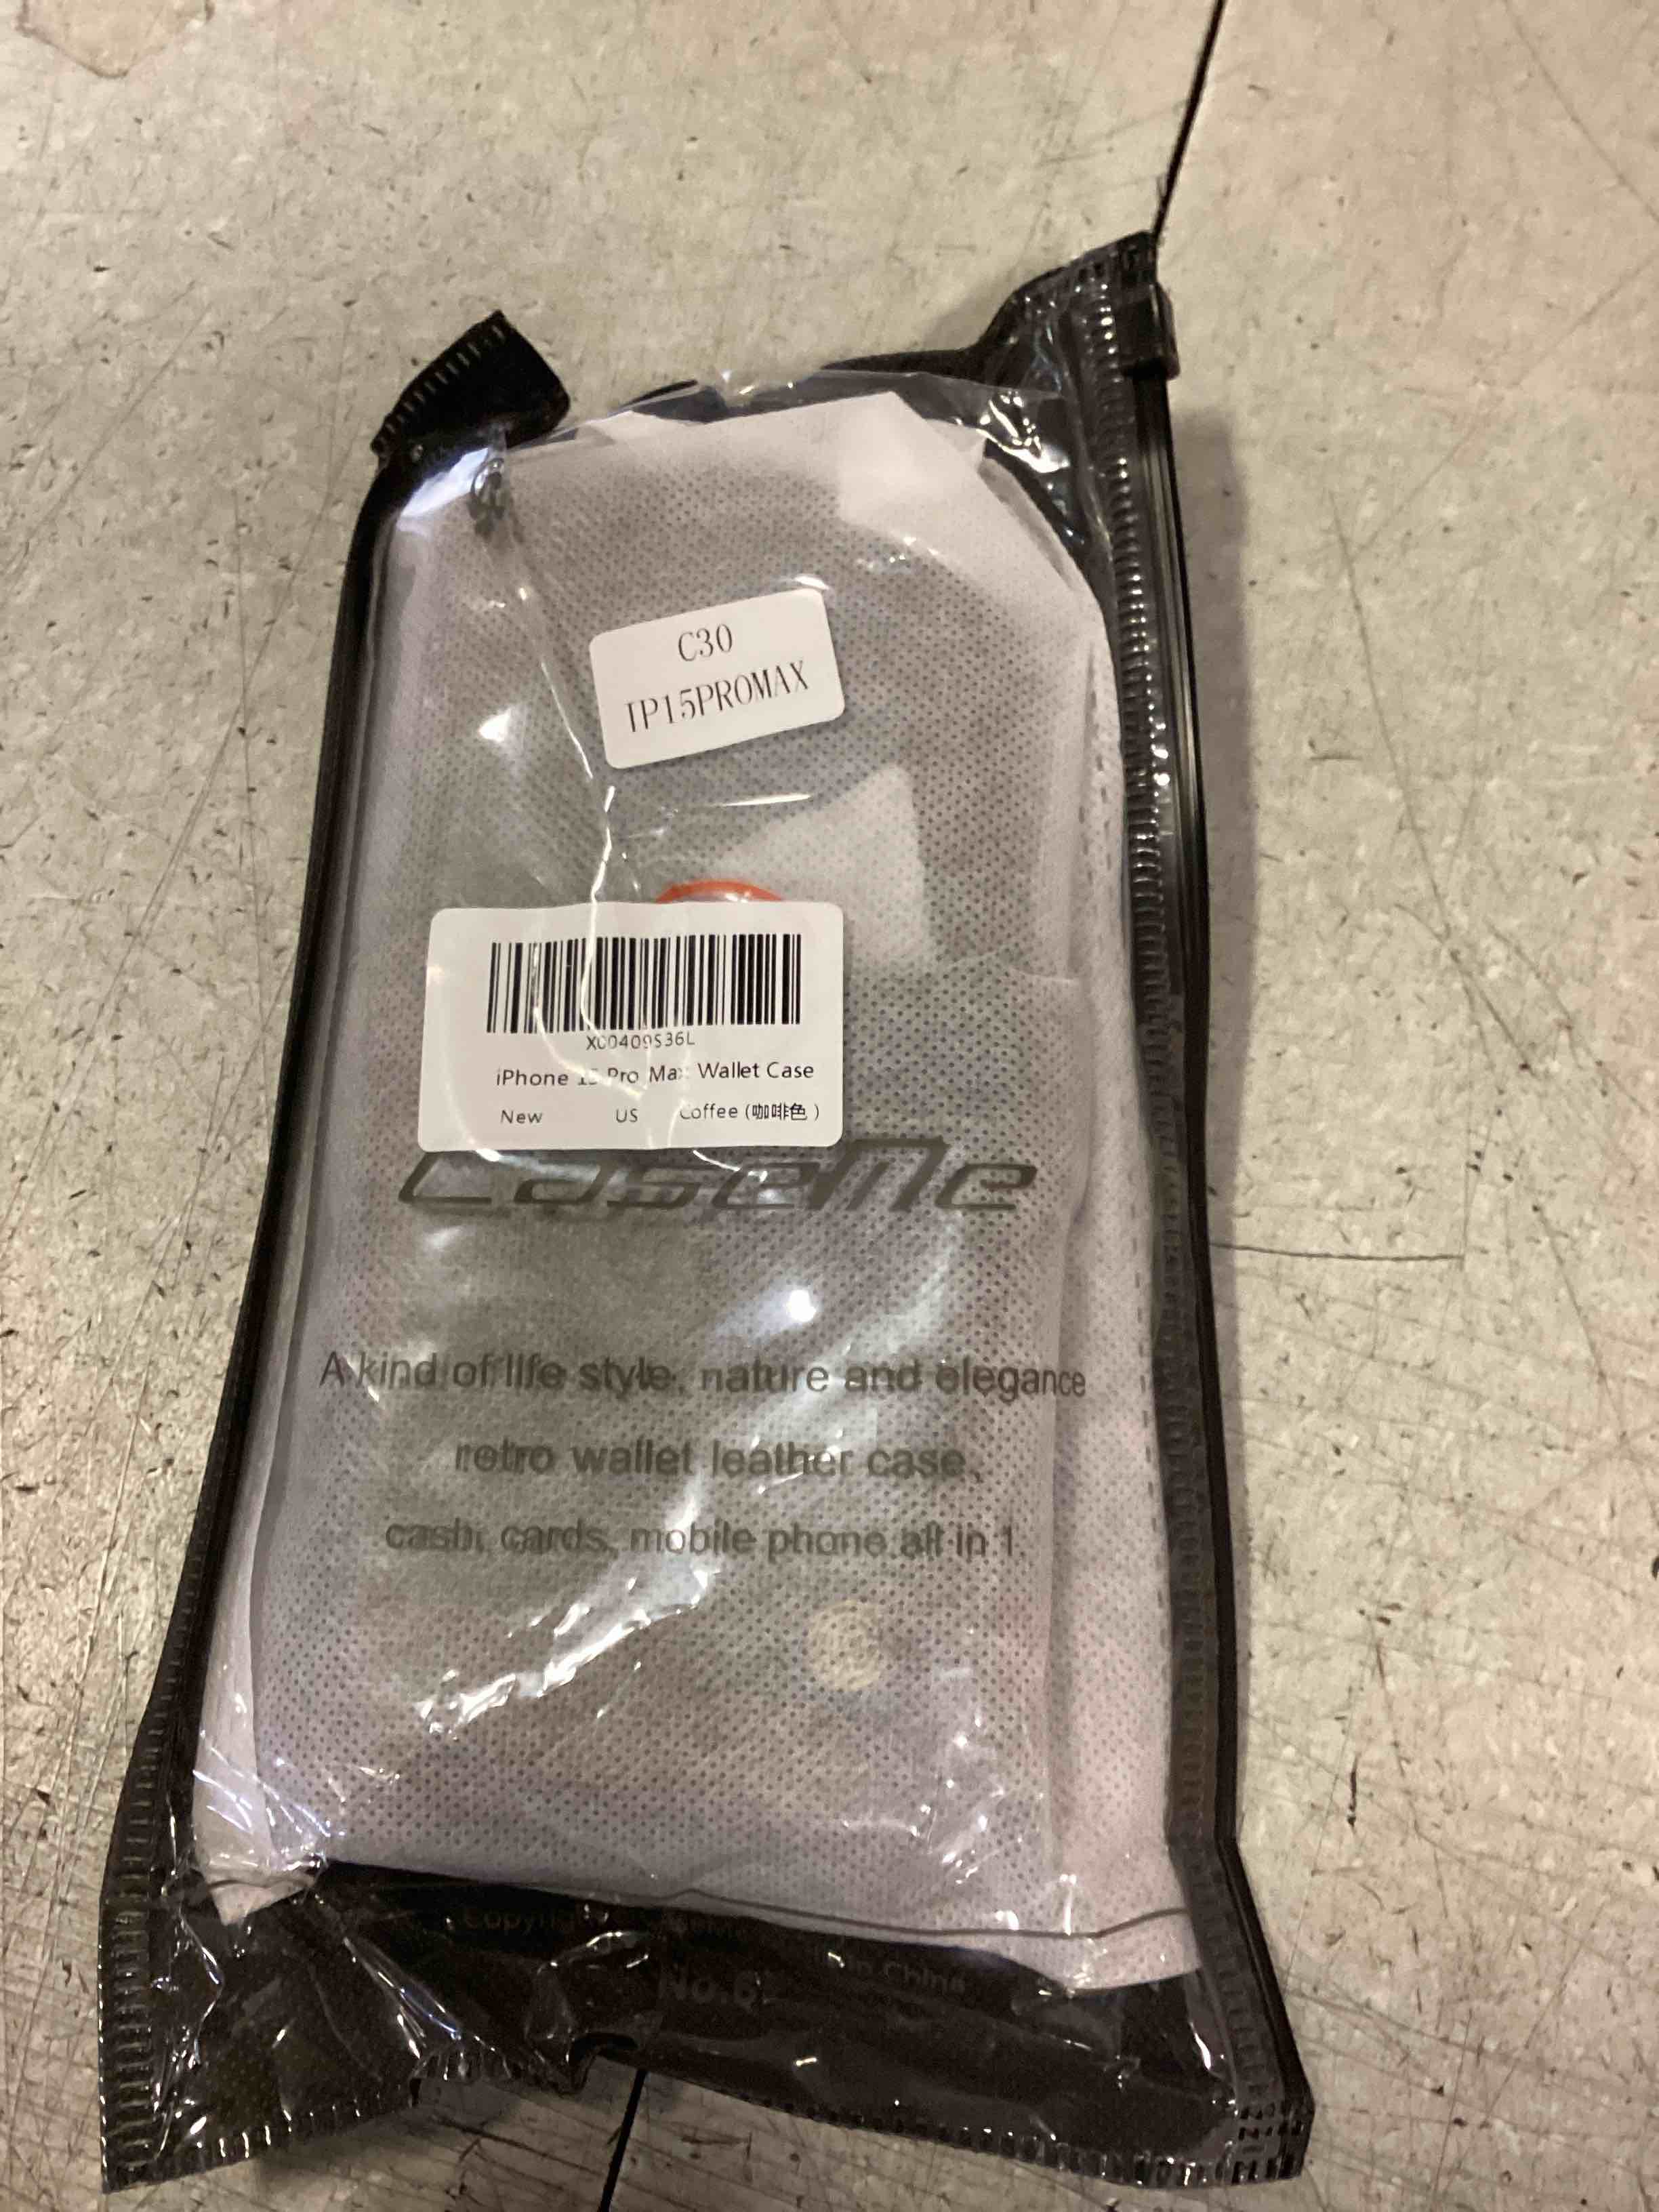 C30
IP15PROMAX
X00409S36L
iPhone 15 Pro Max Wallet Case
New US Coffee (咖啡色)
CaseMe
A kind of life style, nature and elegance
retro wallet leather case,
cash, cards, mobile phone all in 1.
China